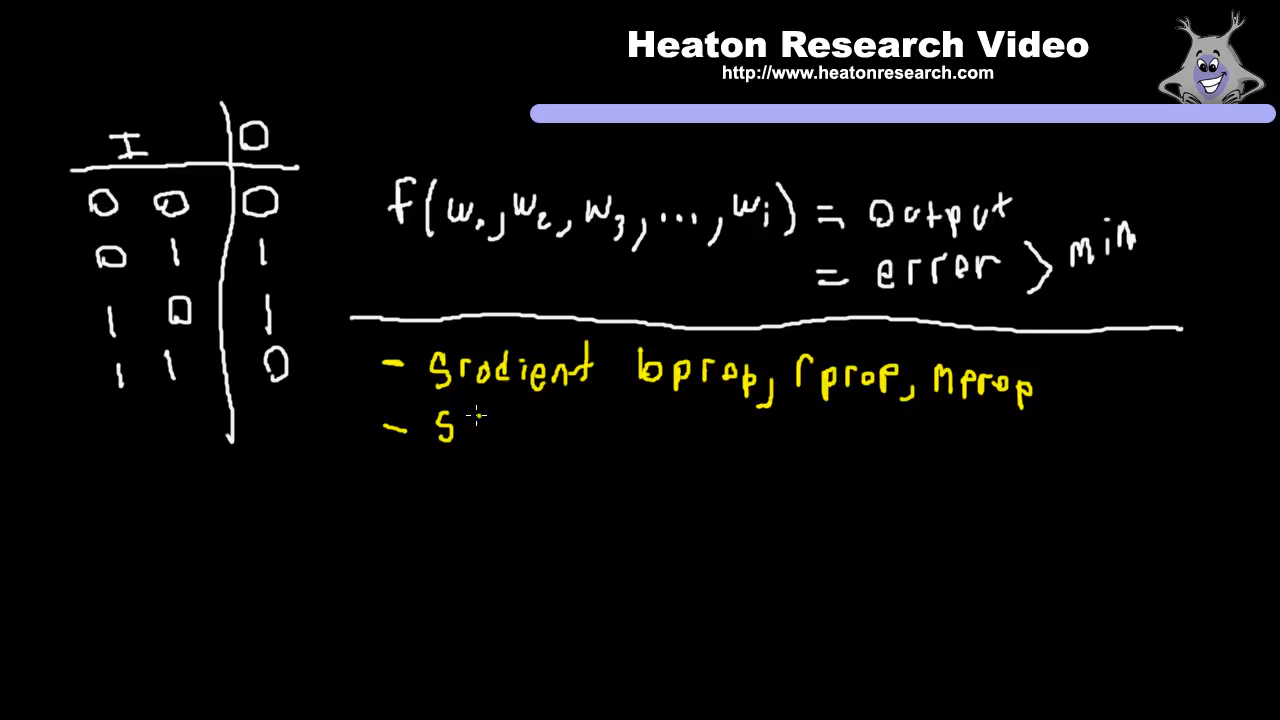 Heaton Research Video
http://www.heatonresearch.com
I O
0 0 0
0 1 1
1 0 1
1 1 0
f(w1, w2, w3, ..., wi) = output
= error > min
- gradient bprop, rprop, mprop
- S